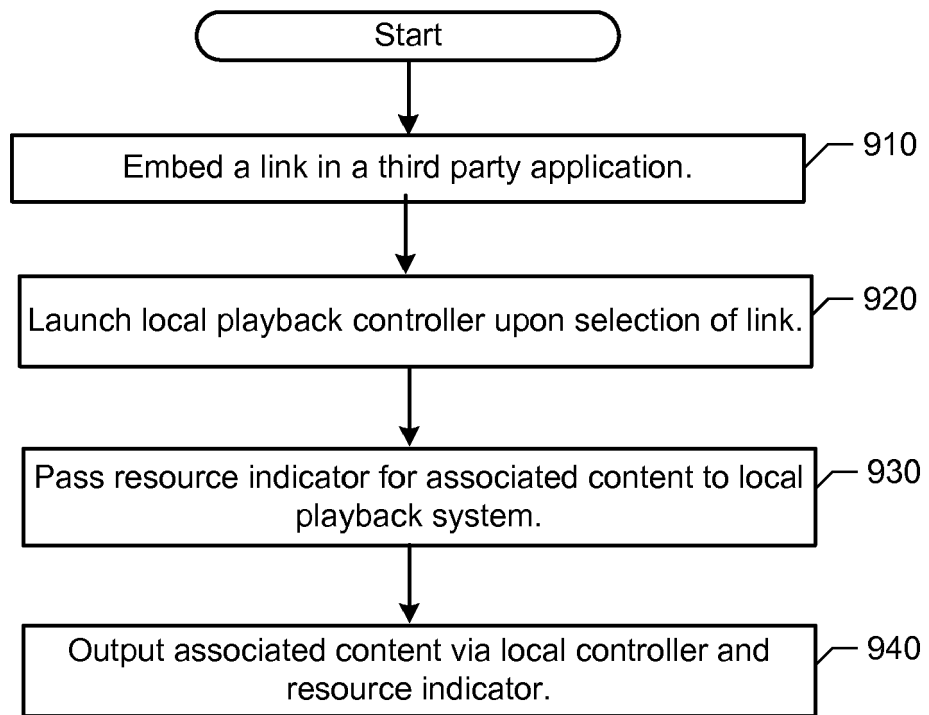 Start
Embed a link in a third party application.
910
Launch local playback controller upon selection of link.
920
Pass resource indicator for associated content to local
playback system.
930
Output associated content via local controller and
resource indicator.
940